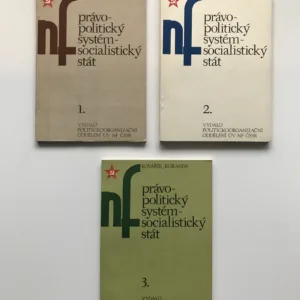 nf
právo-
politický
systém-
socialistický
stát
1.
VYDALO
POLITICKOORGANIZAČNÍ
ODDĚLENÍ ÚV NF ČSSR
nf
právo-
politický
systém-
socialistický
stát
2.
VYDALO
POLITICKOORGANIZAČNÍ
ODDĚLENÍ ÚV NF ČSSR
nf
právo-
politický
systém-
socialistický
stát
3.
VYDALO